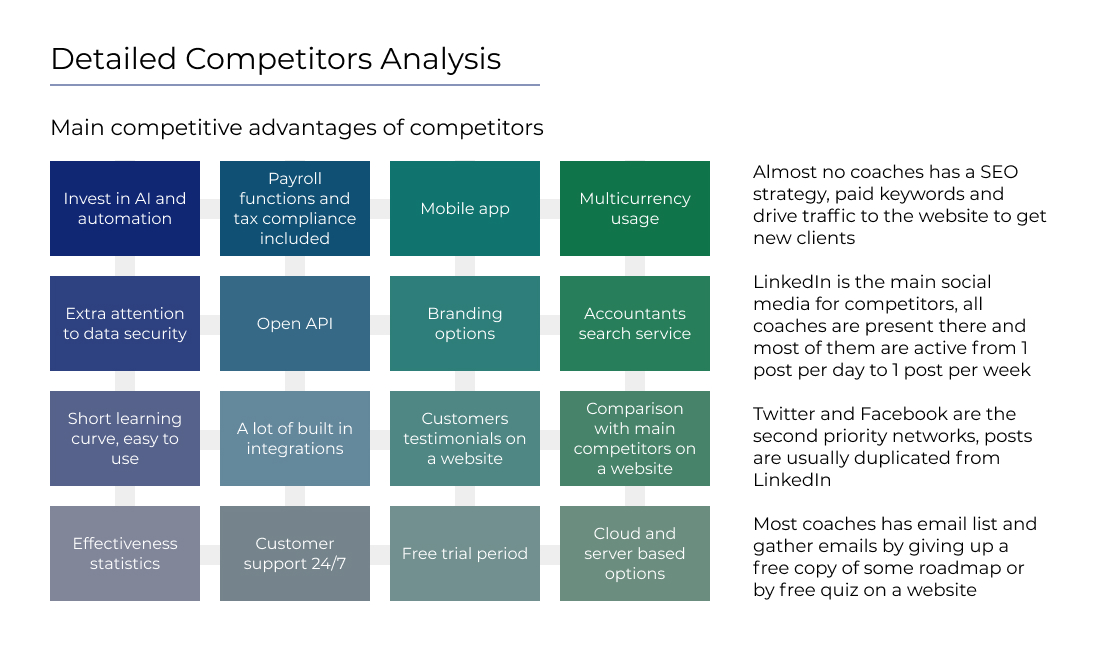 Detailed Competitors Analysis
Main competitive advantages of competitors
Invest in AI and
automation
Payroll
functions and
tax compliance
included
Mobile app
Multicurrency
usage
Extra attention
to data security
Open API
Branding
options
Accountants
search service
Short learning
curve, easy to
use
A lot of built in
integrations
Customers
testimonials on
a website
Comparison
with main
competitors on
a website
Effectiveness
statistics
Customer
support 24/7
Free trial period
Cloud and
server based
options
Almost no coaches has a SEO
strategy, paid keywords and
drive traffic to the website to get
new clients
LinkedIn is the main social
media for competitors, all
coaches are present there and
most of them are active from 1
post per day to 1 post per week
Twitter and Facebook are the
second priority networks, posts
are usually duplicated from
LinkedIn
Most coaches has email list and
gather emails by giving up a
free copy of some roadmap or
by free quiz on a website